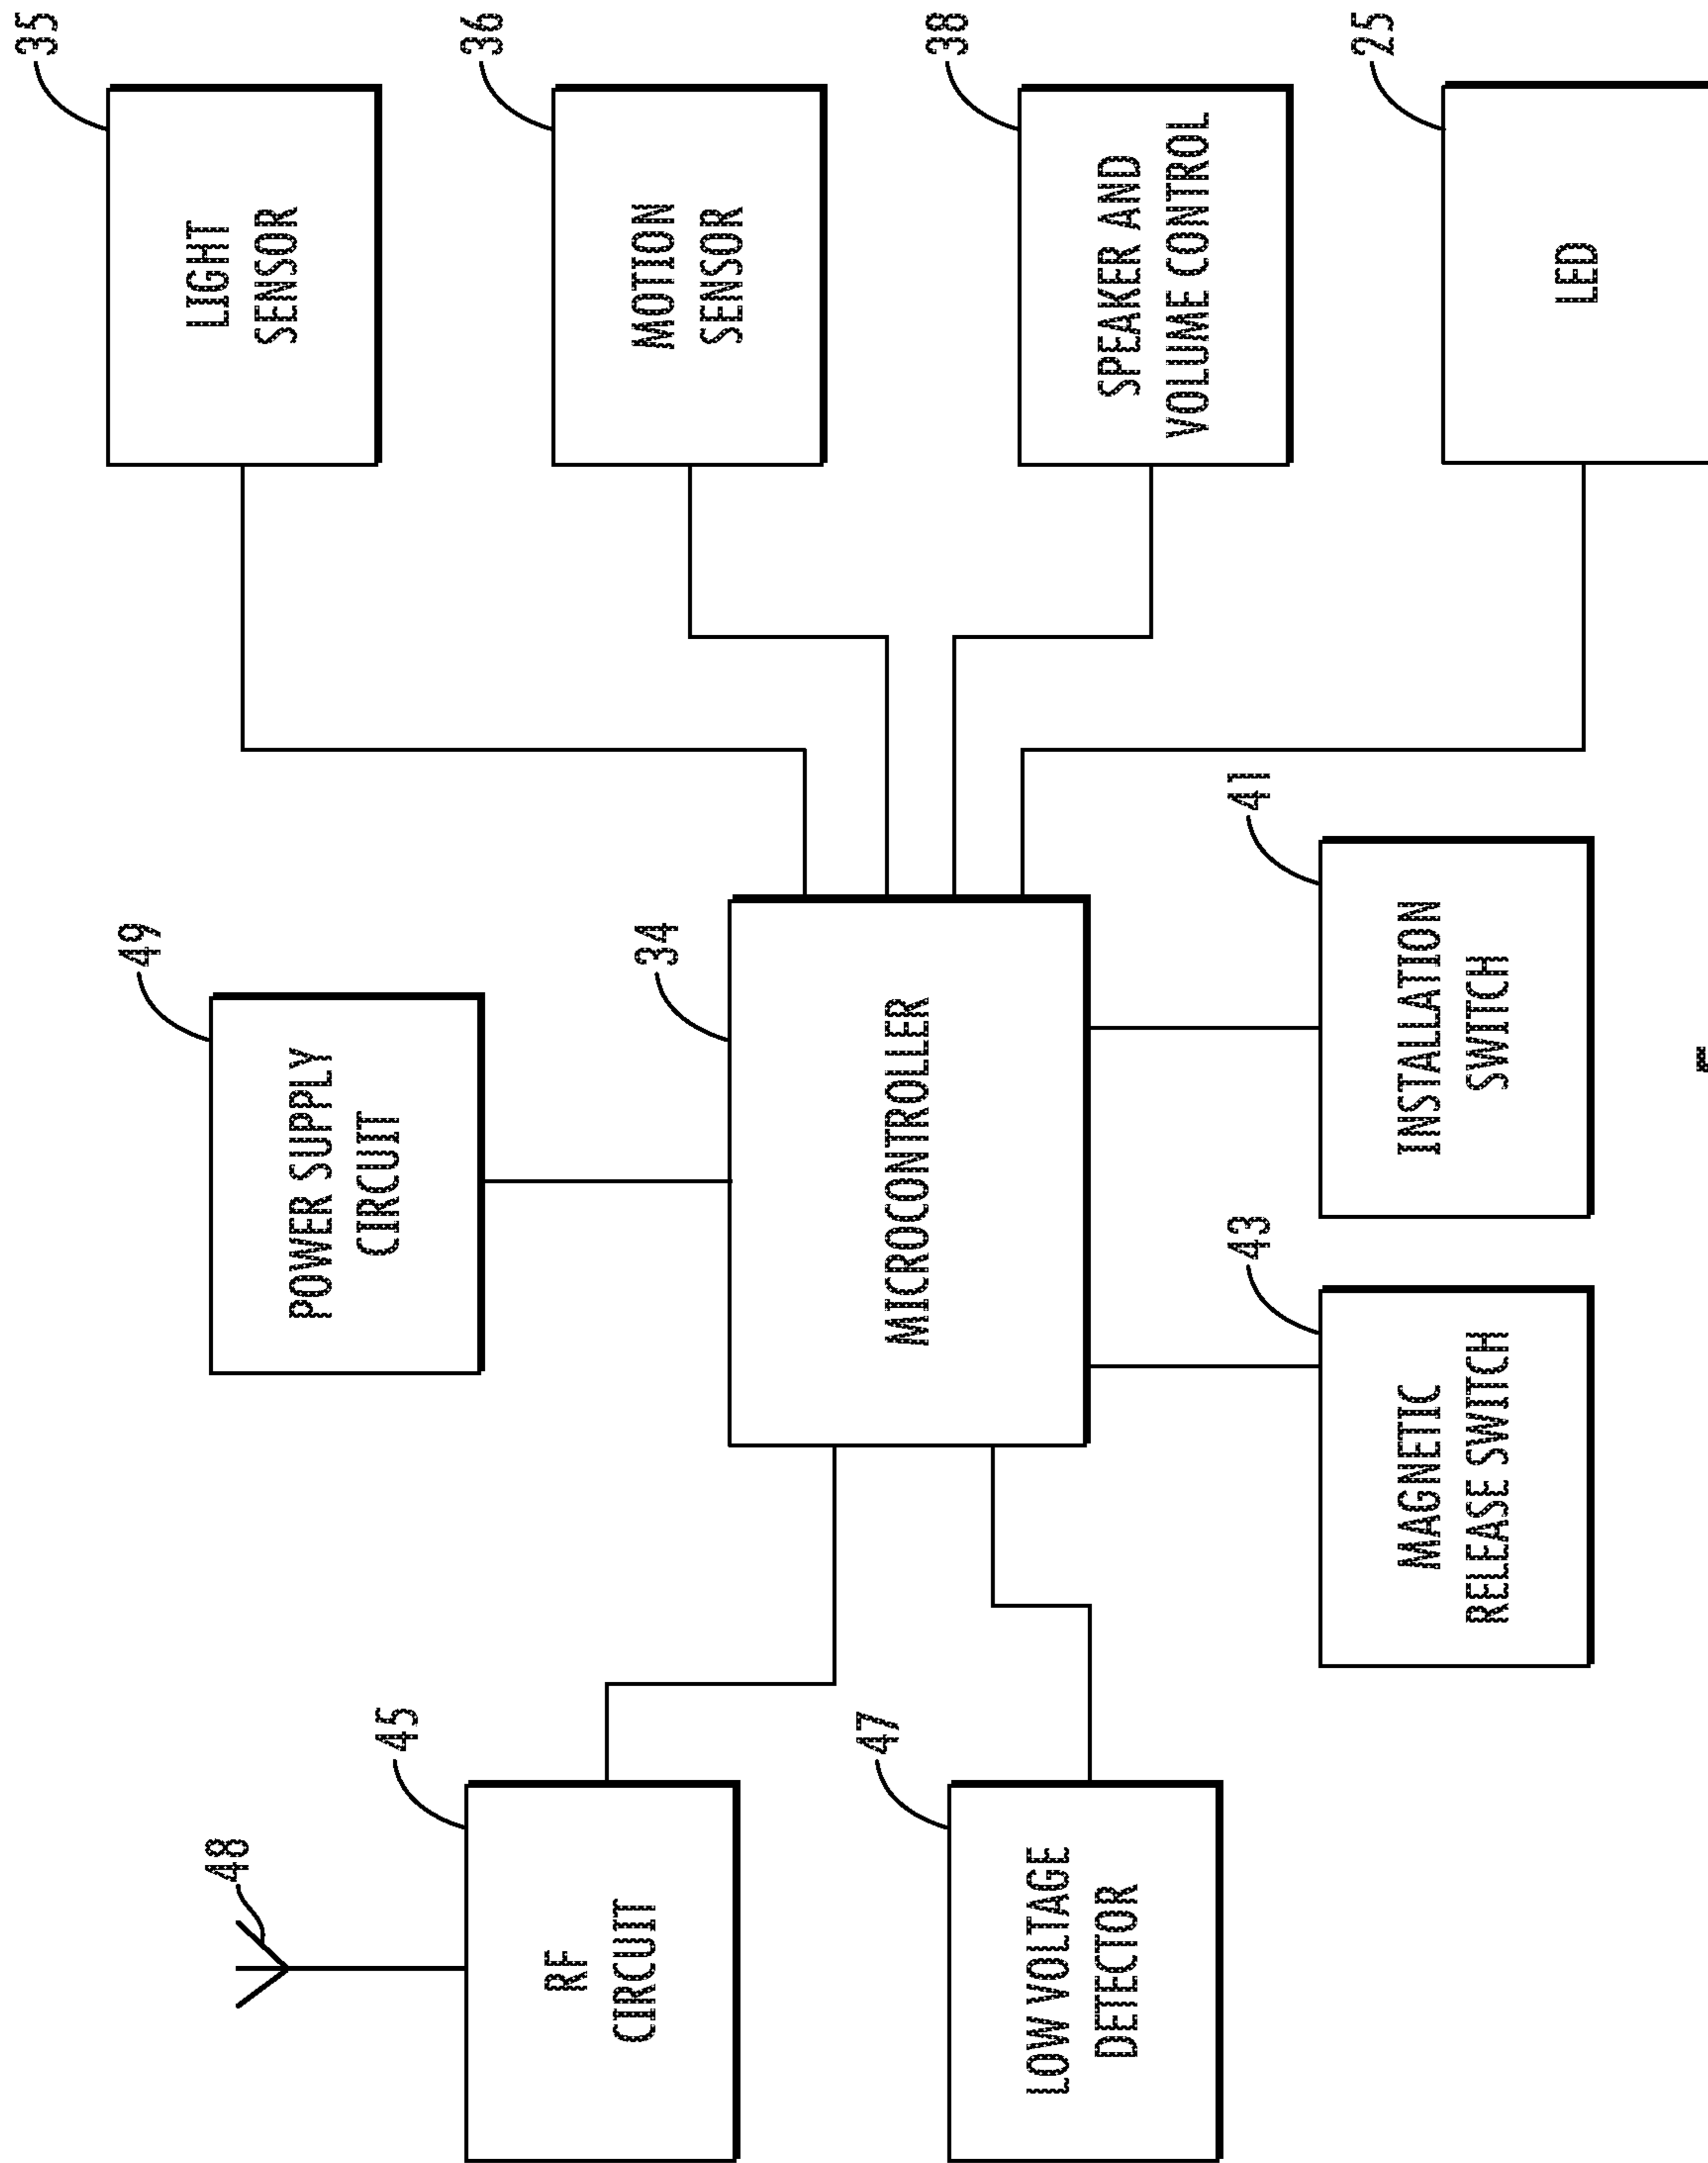 48
45
RF
CIRCUIT
47
LOW VOLTAGE
DETECTOR
49
POWER SUPPLY
CIRCUIT
34
MICROCONTROLLER
43
MAGNETIC
RELEASE SWITCH
41
INSTALLATION
SWITCH
35
LIGHT
SENSOR
36
MOTION
SENSOR
38
SPEAKER AND
VOLUME CONTROL
25
LED